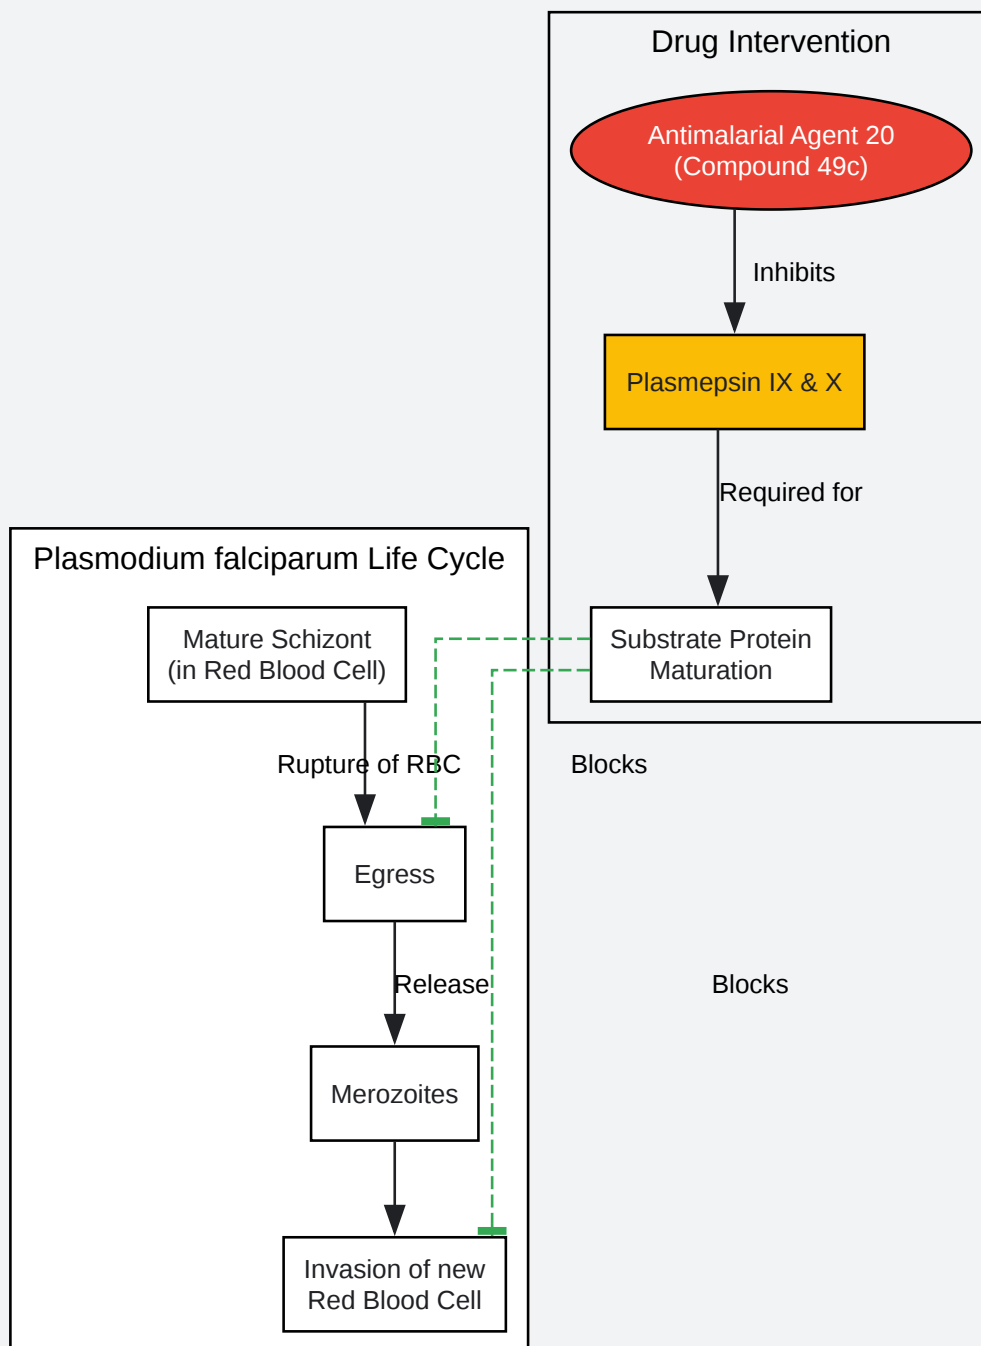 Drug Intervention
Antimalarial Agent 20
(Compound 49c)
Inhibits
Plasmepsin IX & X
Required for
Substrate Protein
Maturation
Plasmodium falciparum Life Cycle
Mature Schizont
(in Red Blood Cell)
Rupture of RBC
Blocks
Egress
Release
Blocks
Merozoites
Invasion of new
Red Blood Cell